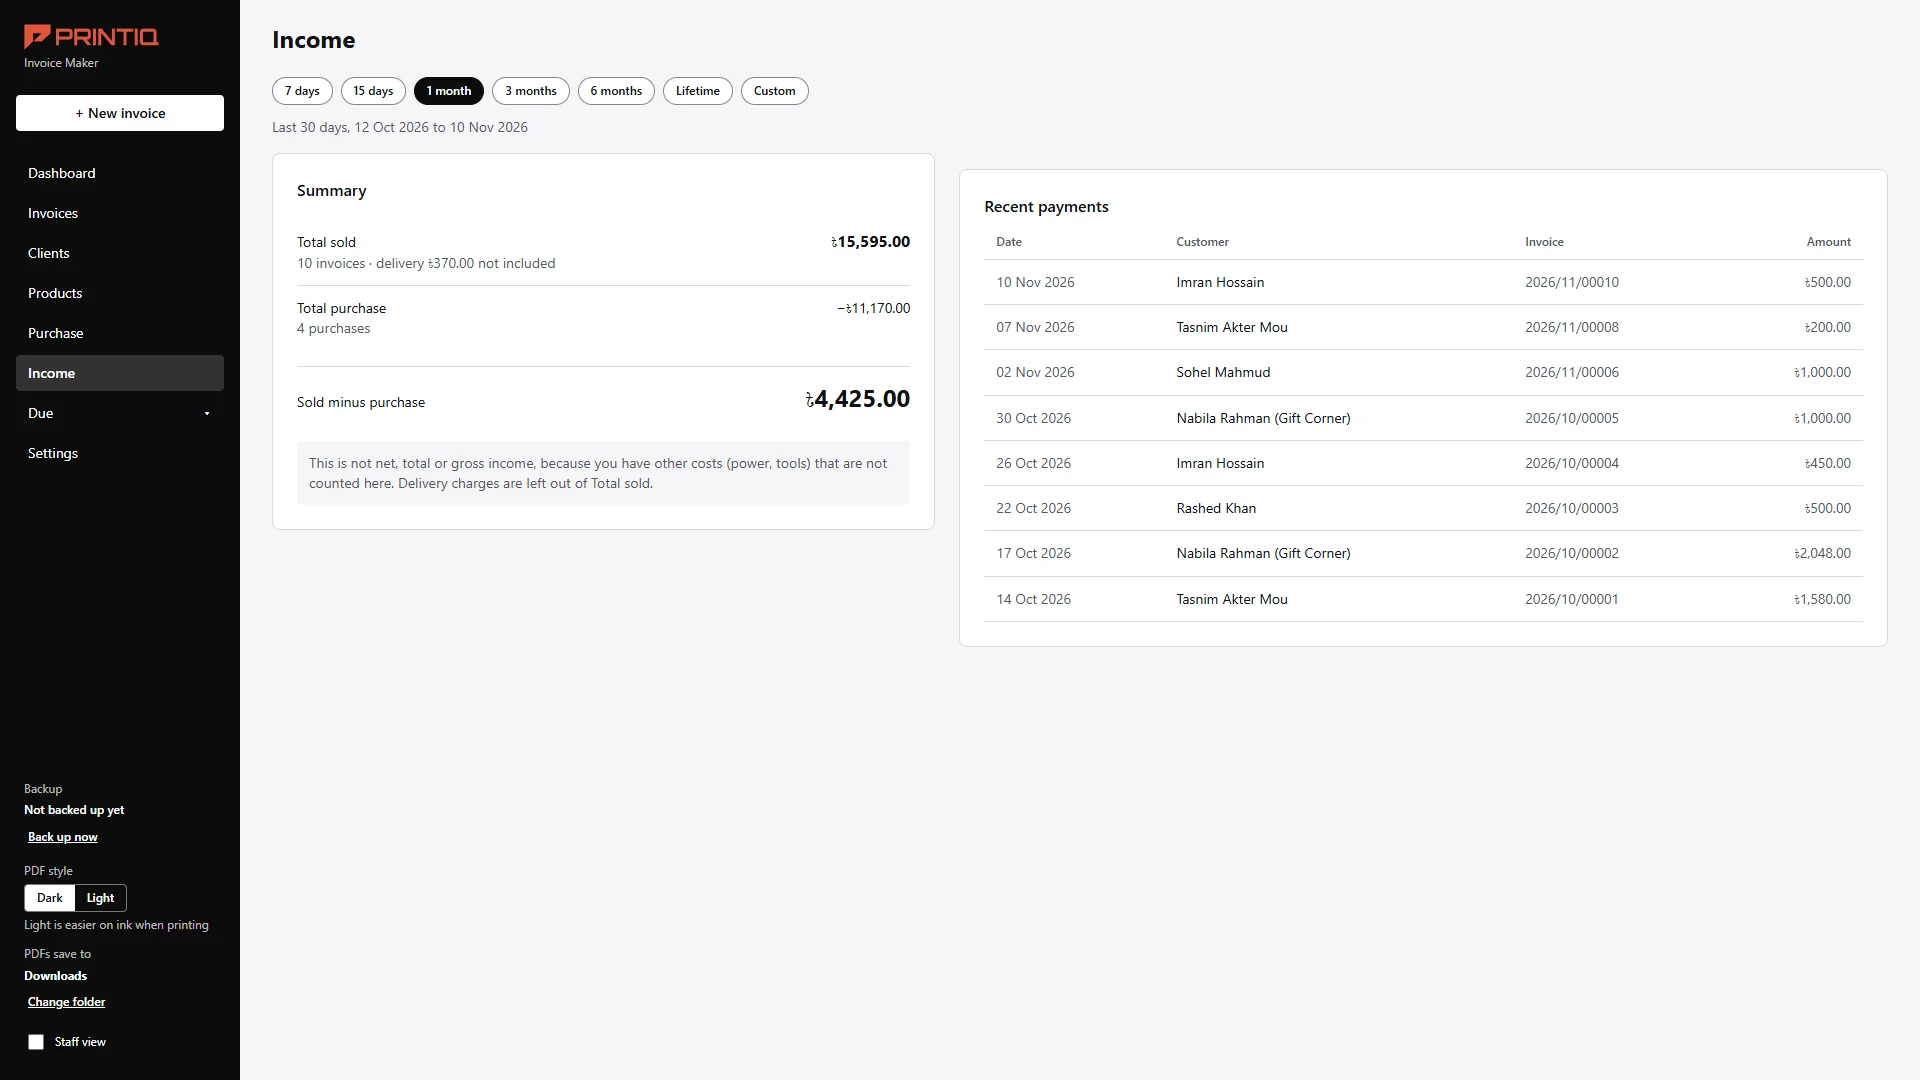 PRINTIQ
Invoice Maker
+ New invoice
Dashboard
Invoices
Clients
Products
Purchase
Income
Due
Settings
Backup
Not backed up yet
Back up now
PDF style
Dark Light
Light is easier on ink when printing
PDFs save to
Downloads
Change folder
Staff view
Income
7 days 15 days 1 month 3 months 6 months Lifetime Custom
Last 30 days, 12 Oct 2026 to 10 Nov 2026
Summary
Total sold ৳15,595.00
10 invoices · delivery ৳370.00 not included
Total purchase −৳11,170.00
4 purchases
Sold minus purchase ৳4,425.00
This is not net, total or gross income, because you have other costs (power, tools) that are not
counted here. Delivery charges are left out of Total sold.
Recent payments
Date Customer Invoice Amount
10 Nov 2026 Imran Hossain 2026/11/00010 ৳500.00
07 Nov 2026 Tasnim Akter Mou 2026/11/00008 ৳200.00
02 Nov 2026 Sohel Mahmud 2026/11/00006 ৳1,000.00
30 Oct 2026 Nabila Rahman (Gift Corner) 2026/10/00005 ৳1,000.00
26 Oct 2026 Imran Hossain 2026/10/00004 ৳450.00
22 Oct 2026 Rashed Khan 2026/10/00003 ৳500.00
17 Oct 2026 Nabila Rahman (Gift Corner) 2026/10/00002 ৳2,048.00
14 Oct 2026 Tasnim Akter Mou 2026/10/00001 ৳1,580.00